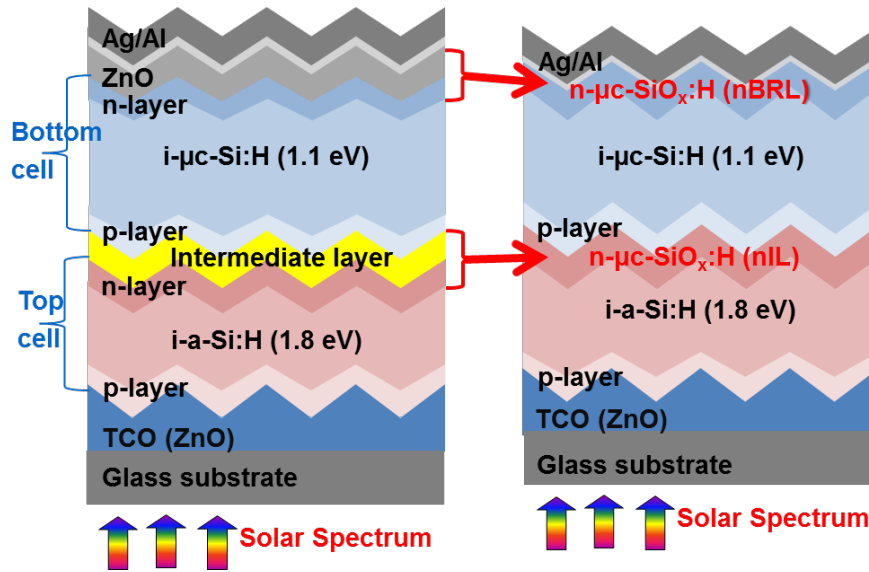 Ag/Al
ZnO
n-layer
Bottom
cell
i-μc-Si:H (1.1 eV)
p-layer
Intermediate layer
n-layer
Top
cell
i-a-Si:H (1.8 eV)
p-layer
TCO (ZnO)
Glass substrate
Solar Spectrum
Ag/Al
n-μc-SiOₓ:H (nBRL)
i-μc-Si:H (1.1 eV)
p-layer
n-μc-SiOₓ:H (nIL)
i-a-Si:H (1.8 eV)
p-layer
TCO (ZnO)
Glass substrate
Solar Spectrum